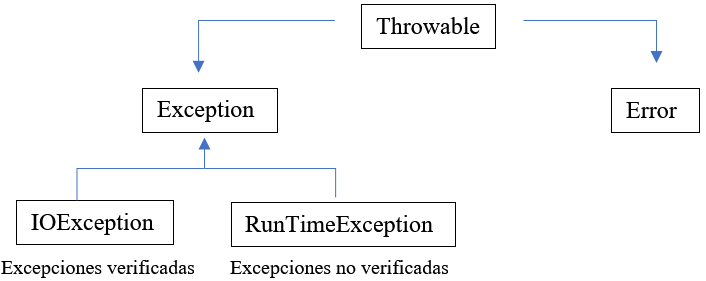 Throwable
Exception
Error
IOException
RunTimeException
Excepciones verificadas
Excepciones no verificadas